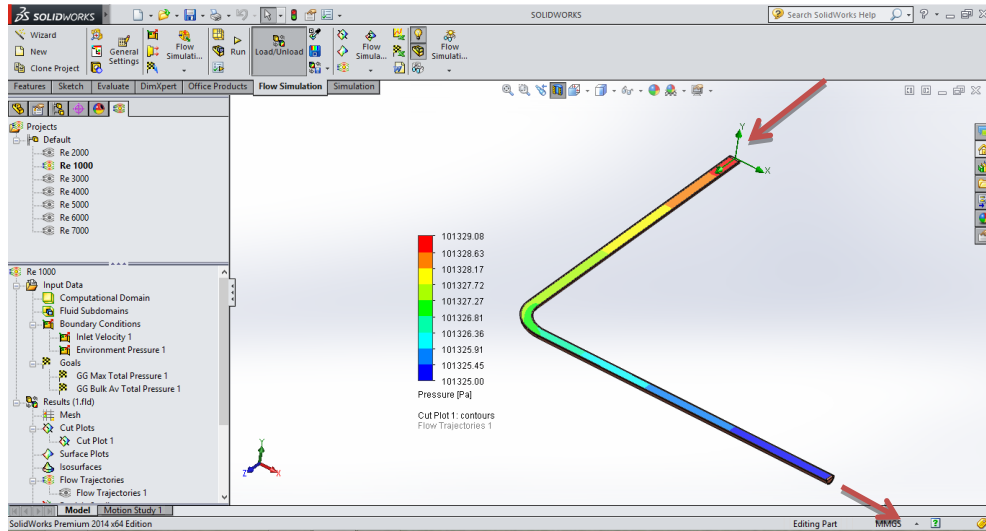 SOLIDWORKS
SOLIDWORKS
Search SolidWorks Help
Wizard
New
Clone Project
General Settings
Flow Simulati...
Run
Load/Unload
Flow Simula...
Flow Simulati...
Features Sketch Evaluate DimXpert Office Products Flow Simulation Simulation
Projects
Default
Re 2000
Re 1000
Re 3000
Re 4000
Re 5000
Re 6000
Re 7000
Re 1000
Input Data
Computational Domain
Fluid Subdomains
Boundary Conditions
Inlet Velocity 1
Environment Pressure 1
Goals
GG Max Total Pressure 1
GG Bulk Av Total Pressure 1
Results (1.fld)
Mesh
Cut Plots
Cut Plot 1
Surface Plots
Isosurfaces
Flow Trajectories
Flow Trajectories 1
Y
X
101329.08
101328.63
101328.17
101327.72
101327.27
101326.81
101326.36
101325.91
101325.45
101325.00
Pressure [Pa]
Cut Plot 1: contours
Flow Trajectories 1
Y
Z
X
Model Motion Study 1
SolidWorks Premium 2014 x64 Edition
Editing Part
MMGS